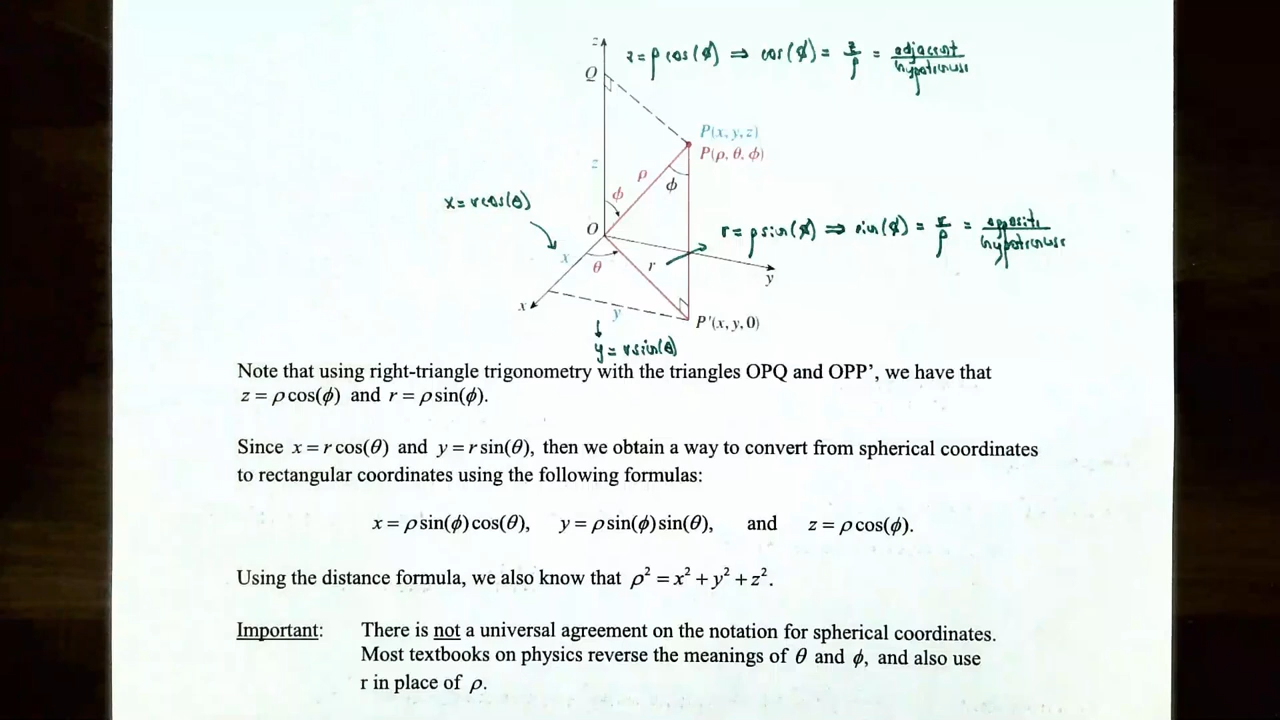 z
z = ρ cos(ϕ) ⇒ cos(ϕ) = z/ρ = adjacent/hypotenuse
Q
P(x, y, z)
P(ρ, θ, ϕ)
z
ρ
ϕ
ϕ
x = r cos(θ)
O
r = ρ sin(ϕ) ⇒ sin(ϕ) = r/ρ = opposite/hypotenuse
x
θ
r
y
x
y
P'(x, y, 0)
y = r sin(θ)
Note that using right-triangle trigonometry with the triangles OPQ and OPP’, we have that
z = ρ cos(ϕ) and r = ρ sin(ϕ).
Since x = r cos(θ) and y = r sin(θ), then we obtain a way to convert from spherical coordinates
to rectangular coordinates using the following formulas:
x = ρ sin(ϕ) cos(θ), y = ρ sin(ϕ) sin(θ), and z = ρ cos(ϕ).
Using the distance formula, we also know that ρ² = x² + y² + z².
Important: There is not a universal agreement on the notation for spherical coordinates.
Most textbooks on physics reverse the meanings of θ and ϕ, and also use
r in place of ρ.